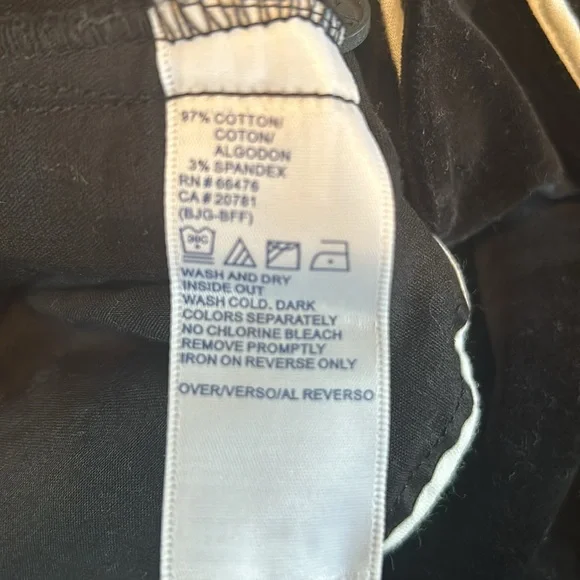 97% COTTON/
COTON/
ALGODON
3% SPANDEX
RN # 66476
CA # 20781
(BJG-BFF)
30C
WASH AND DRY
INSIDE OUT
WASH COLD. DARK
COLORS SEPARATELY
NO CHLORINE BLEACH
REMOVE PROMPTLY
IRON ON REVERSE ONLY
OVER/VERSO/AL REVERSO